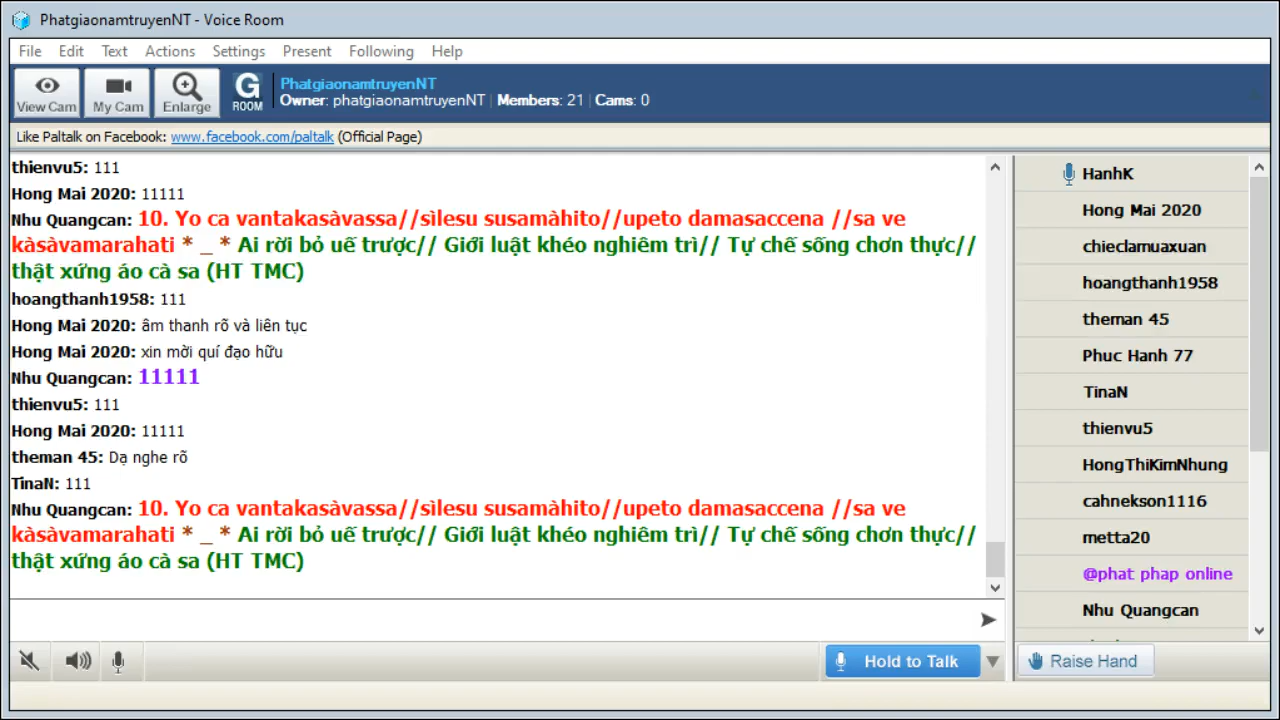 PhatgiaonamtruyenNT - Voice Room
File Edit Text Actions Settings Present Following Help
View Cam My Cam Enlarge G ROOM
PhatgiaonamtruyenNT
Owner: phatgiaonamtruyenNT | Members: 21 | Cams: 0
Like Paltalk on Facebook: www.facebook.com/paltalk (Official Page)
thienvu5: 111
Hong Mai 2020: 11111
Nhu Quangcan: 10. Yo ca vantakasàvassa//sìlesu susamàhito//upeto damasaccena //sa ve
kàsàvamarahati * _ * Ai rời bỏ uế trược// Giới luật khéo nghiêm trì// Tự chế sống chơn thực//
thật xứng áo cà sa (HT TMC)
hoangthanh1958: 111
Hong Mai 2020: âm thanh rõ và liên tục
Hong Mai 2020: xin mời quí đạo hữu
Nhu Quangcan: 11111
thienvu5: 111
Hong Mai 2020: 11111
theman 45: Dạ nghe rõ
TinaN: 111
Nhu Quangcan: 10. Yo ca vantakasàvassa//sìlesu susamàhito//upeto damasaccena //sa ve
kàsàvamarahati * _ * Ai rời bỏ uế trược// Giới luật khéo nghiêm trì// Tự chế sống chơn thực//
thật xứng áo cà sa (HT TMC)
HanhK
Hong Mai 2020
chieclamuaxuan
hoangthanh1958
theman 45
Phuc Hanh 77
TinaN
thienvu5
HongThiKimNhung
cahnekson1116
metta20
@phat phap online
Nhu Quangcan
Hold to Talk
Raise Hand